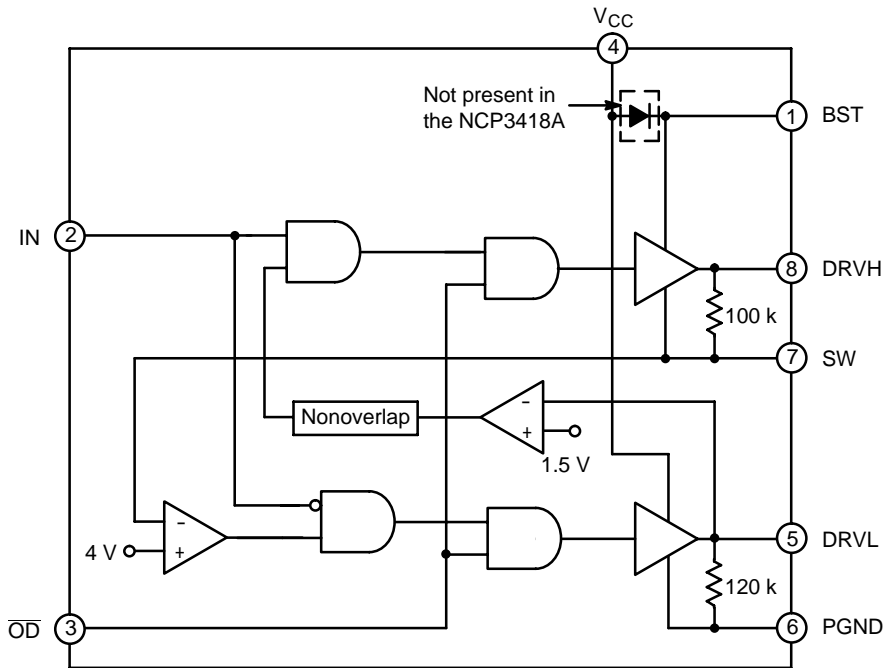 VCC
4
Not present in
the NCP3418A
1
BST
IN
2
8
DRVH
100 k
7
SW
-
Nonoverlap
+
1.5 V
-
4 V
+
5
DRVL
120 k
OD
3
6
PGND